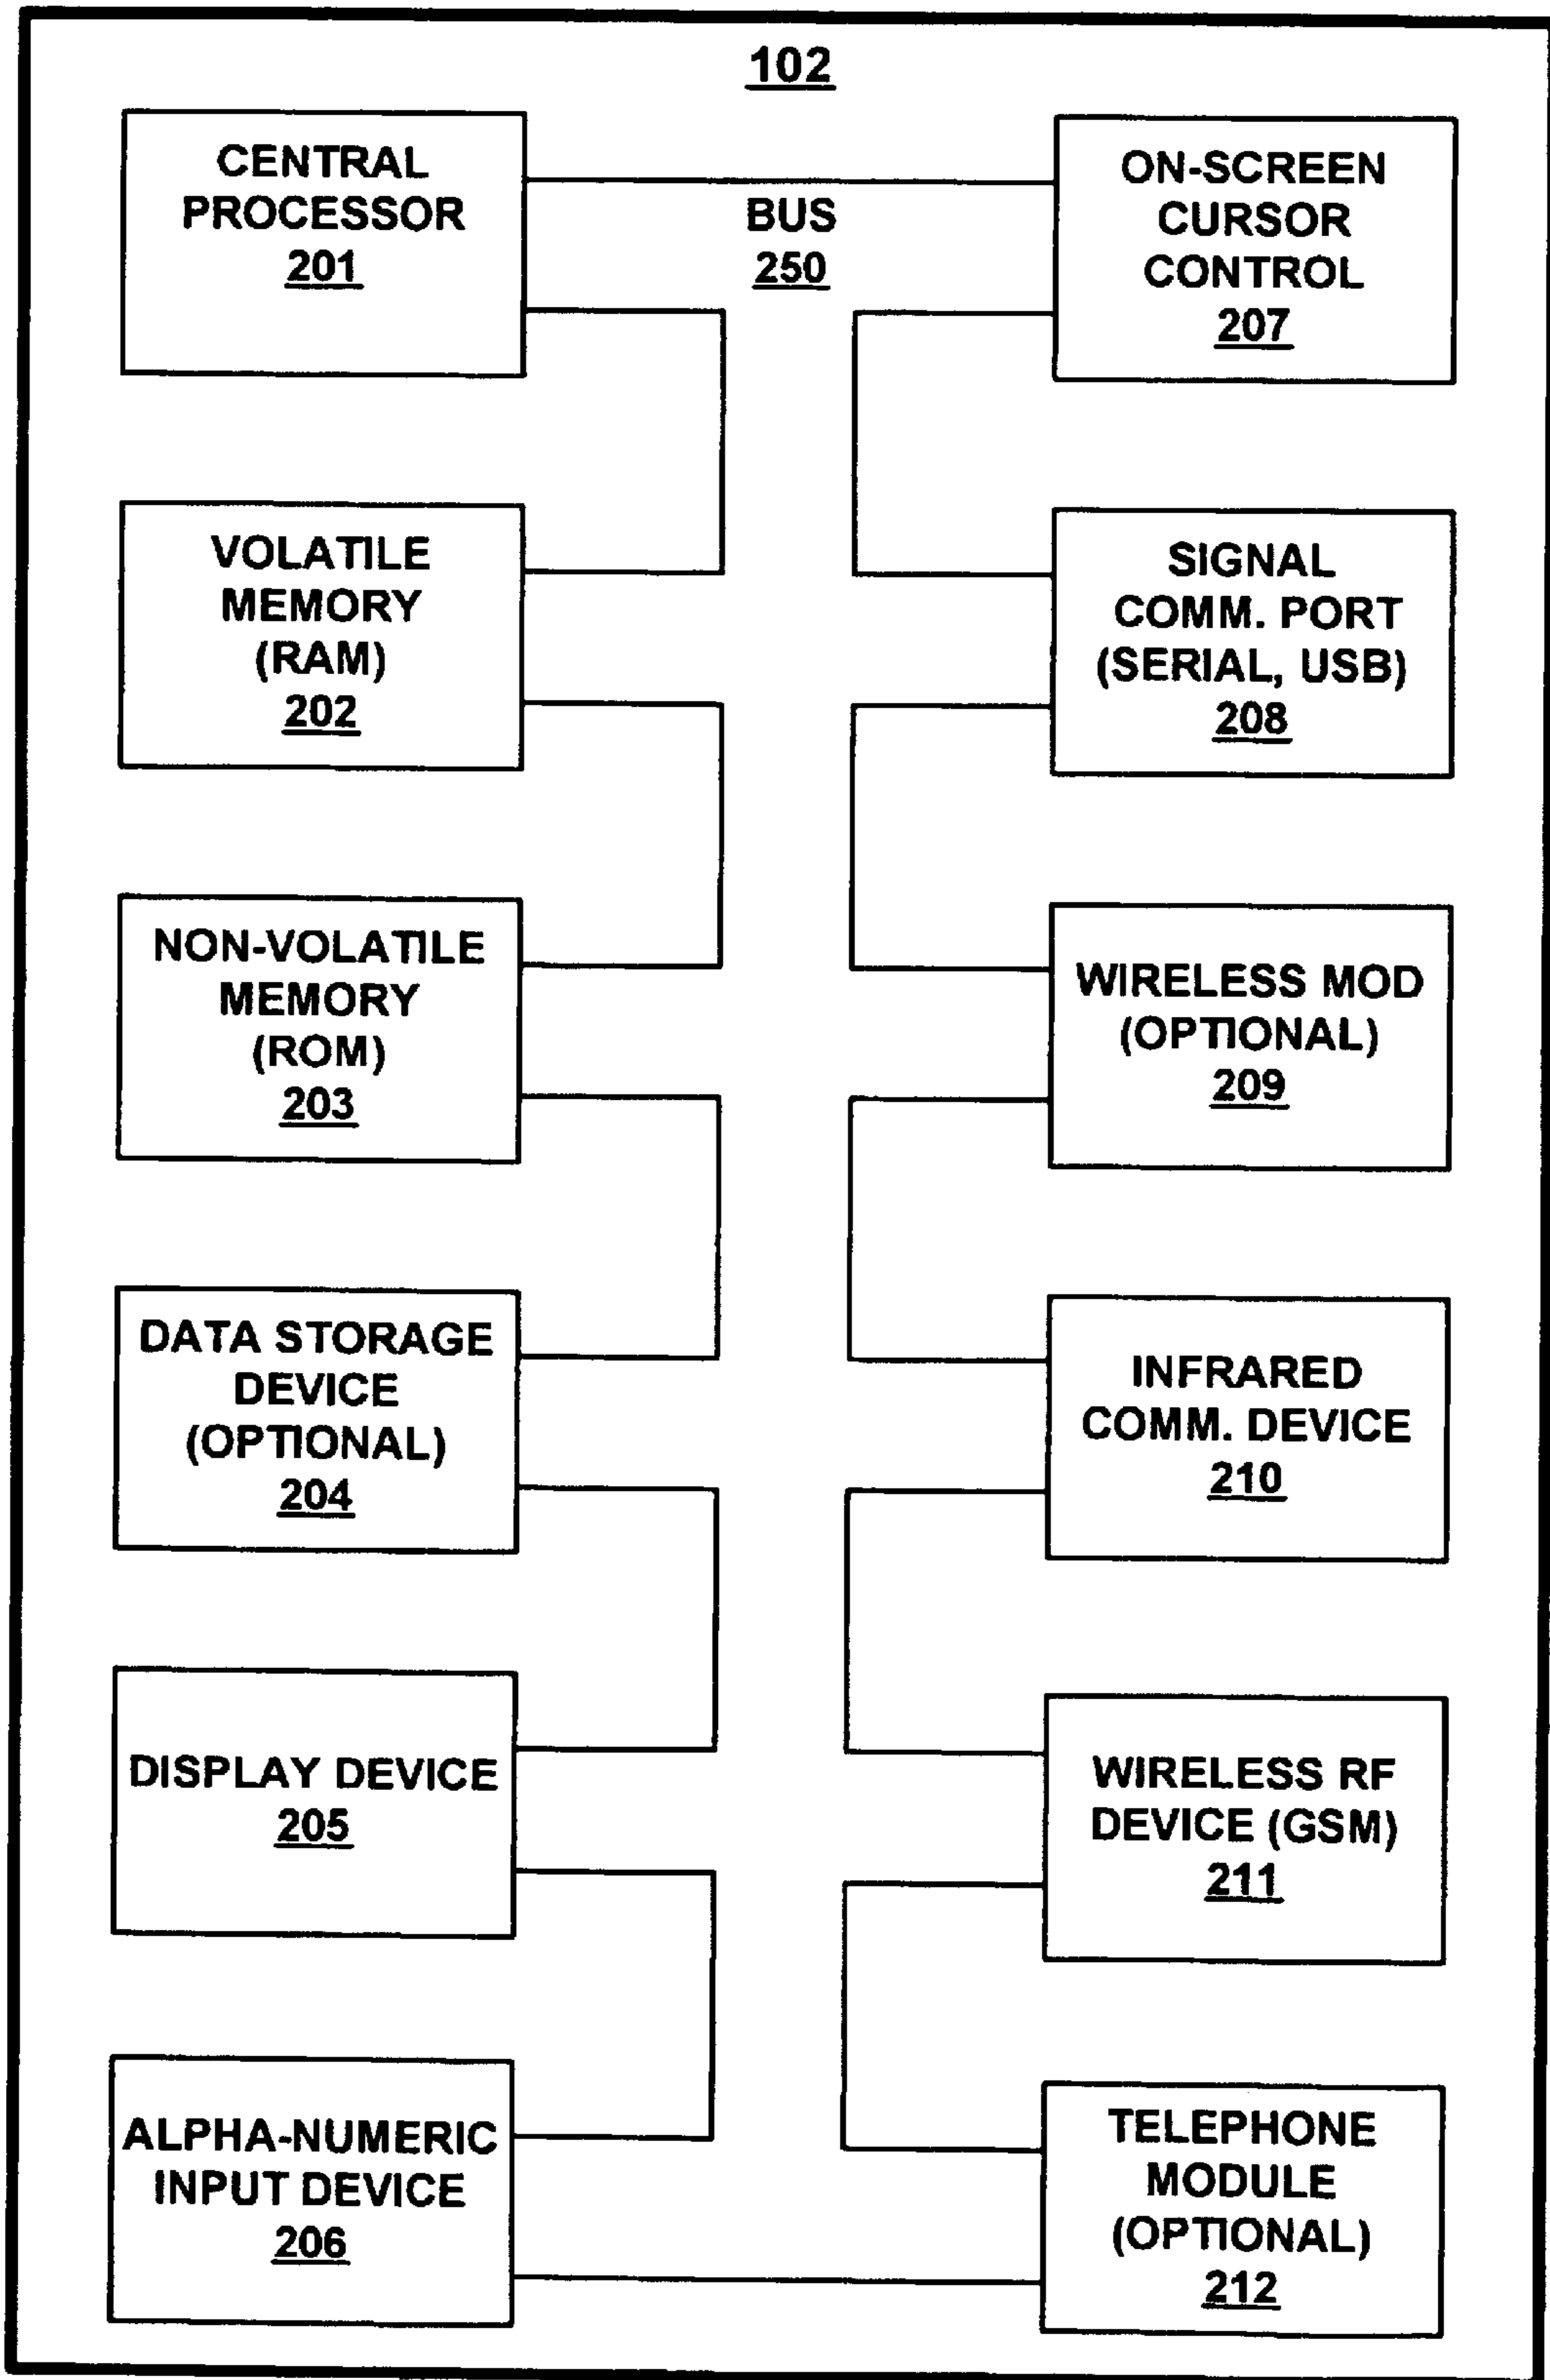 102
CENTRAL
PROCESSOR
201
BUS
250
ON-SCREEN
CURSOR
CONTROL
207
VOLATILE
MEMORY
(RAM)
202
SIGNAL
COMM. PORT
(SERIAL, USB)
208
NON-VOLATILE
MEMORY
(ROM)
203
WIRELESS MOD
(OPTIONAL)
209
DATA STORAGE
DEVICE
(OPTIONAL)
204
INFRARED
COMM. DEVICE
210
DISPLAY DEVICE
205
WIRELESS RF
DEVICE (GSM)
211
ALPHA-NUMERIC
INPUT DEVICE
206
TELEPHONE
MODULE
(OPTIONAL)
212